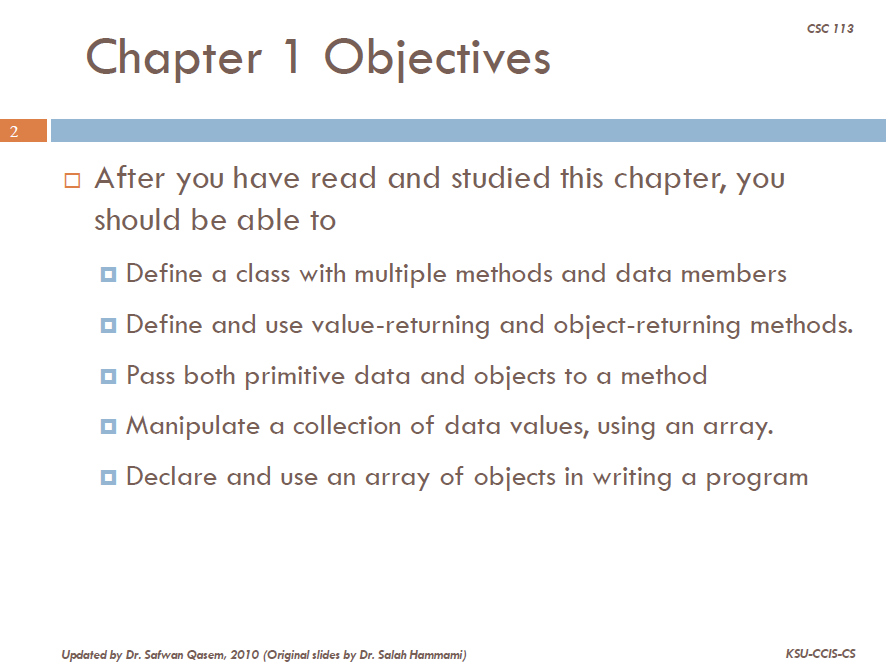 CSC 113
Chapter 1 Objectives
2
After you have read and studied this chapter, you
should be able to
Define a class with multiple methods and data members
Define and use value-returning and object-returning methods.
Pass both primitive data and objects to a method
Manipulate a collection of data values, using an array.
Declare and use an array of objects in writing a program
Updated by Dr. Safwan Qasem, 2010 (Original slides by Dr. Salah Hammami)
KSU-CCIS-CS